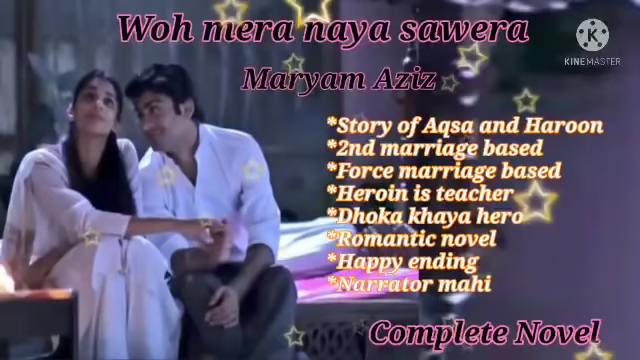 Woh mera naya sawera
K
KINEMASTER
Maryam Aziz
*Story of Aqsa and Haroon
*2nd marriage based
*Force marriage based
*Heroin is teacher
*Dhoka khaya hero
*Romantic novel
*Happy ending
*Narrator mahi
Complete Novel